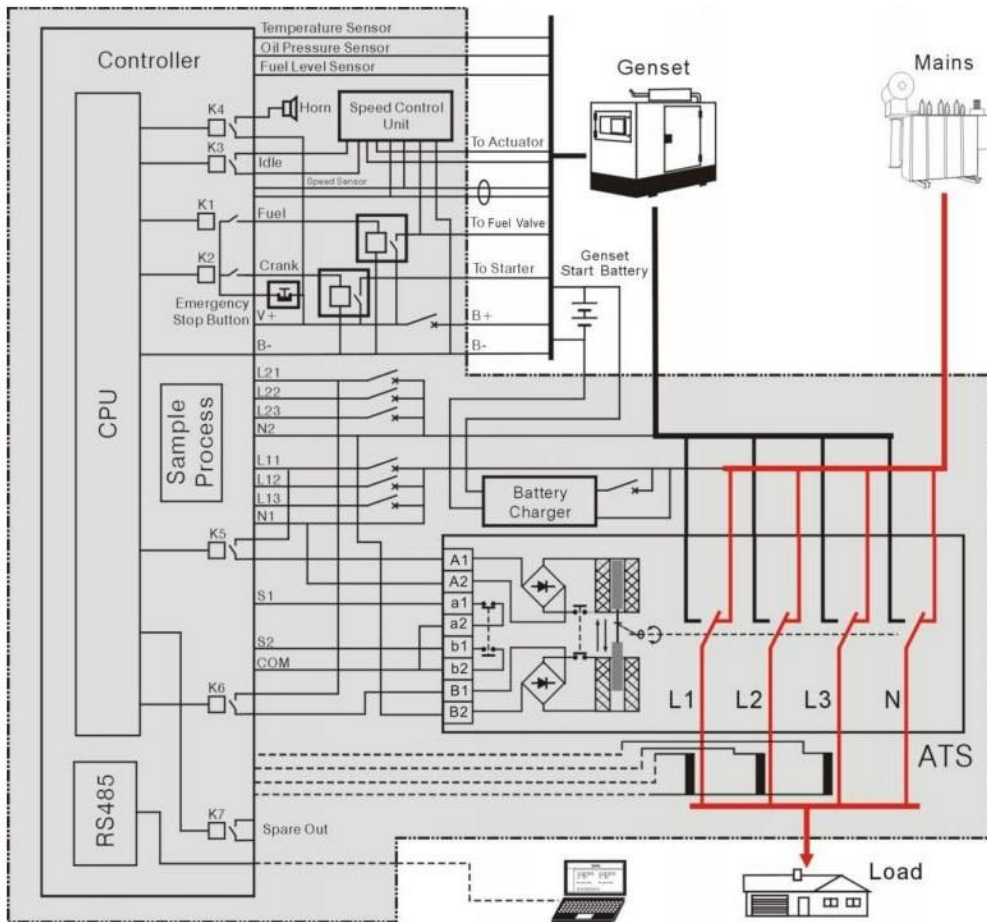 Controller
CPU
Sample
Process
RS485
Temperature Sensor
Oil Pressure Sensor
Fuel Level Sensor
K4
Horn
Speed Control
Unit
K3
Idle
To Actuator
Speed Sensor
K1
Fuel
To Fuel Valve
K2
Crank
To Starter
Emergency
Stop Button
V+
B+
B-
B-
Genset
Mains
Genset
Start Battery
L21
L22
L23
N2
L11
L12
L13
N1
Battery
Charger
K5
A1
A2
S1
a1
a2
S2
b1
COM
b2
K6
B1
B2
L1
L2
L3
N
ATS
K7
Spare Out
Load